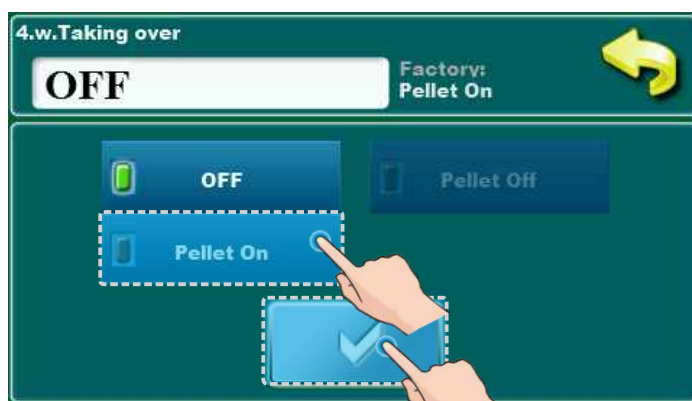 4.w.Taking over
OFF
Factory:
Pellet On
OFF
Pellet Off
Pellet On